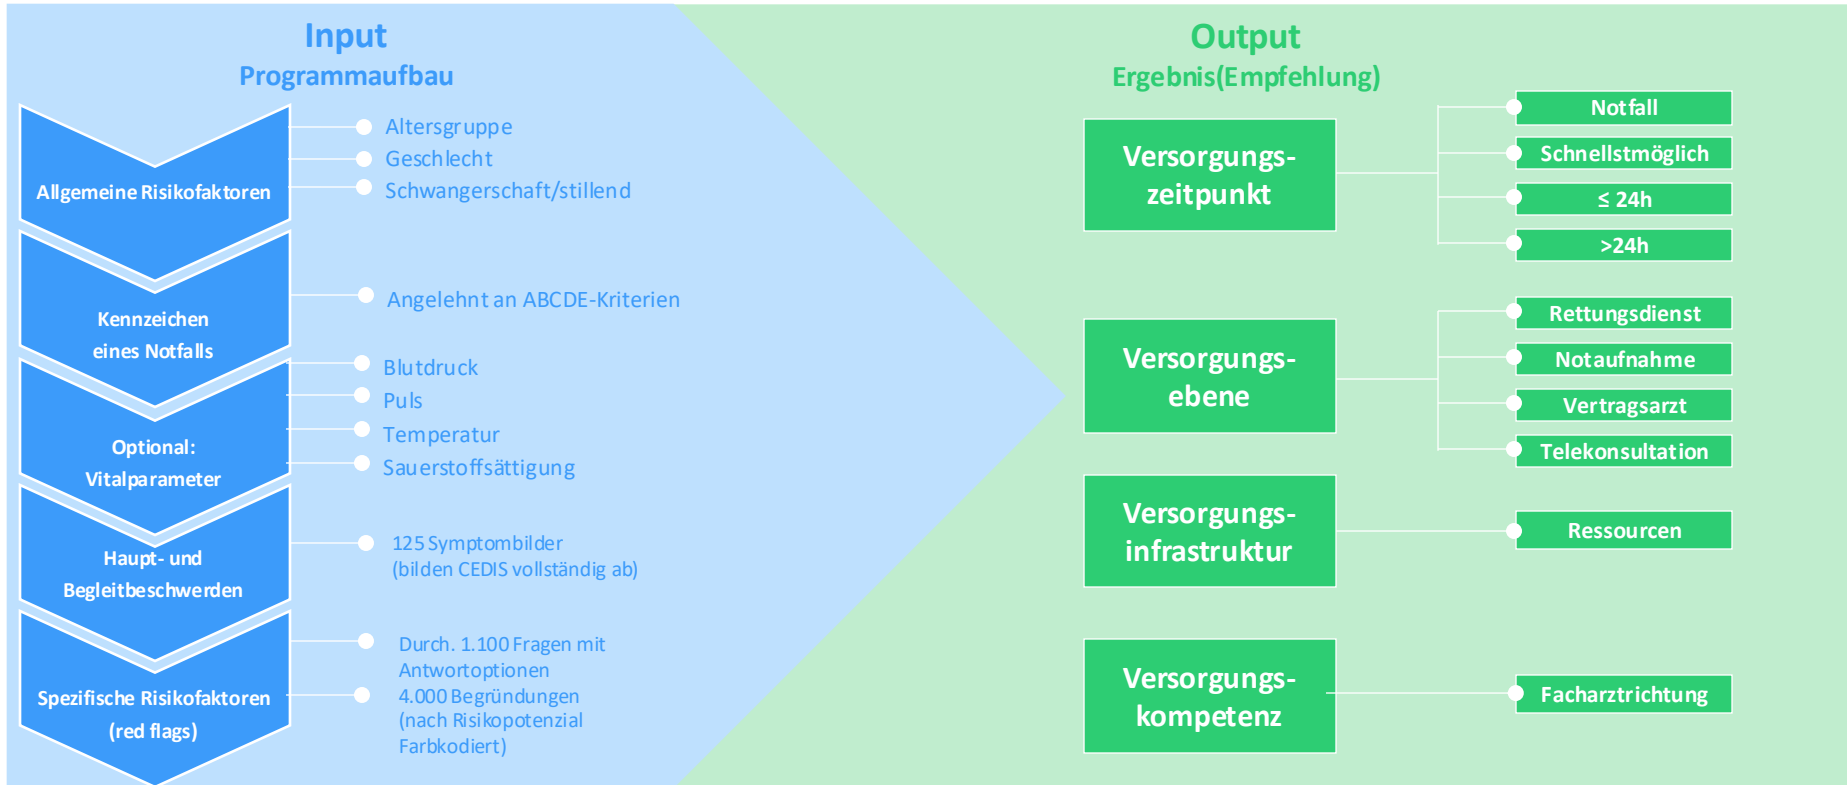 Input
Programmaufbau
Allgemeine Risikofaktoren
Altersgruppe
Geschlecht
Schwangerschaft/stillend
Kennzeichen
eines Notfalls
Angelehnt an ABCDE-Kriterien
Optional:
Vitalparameter
Blutdruck
Puls
Temperatur
Sauerstoffsättigung
Haupt- und
Begleitbeschwerden
125 Symptombilder
(bilden CEDIS vollständig ab)
Spezifische Risikofaktoren
(red flags)
Durch. 1.100 Fragen mit
Antwortoptionen
4.000 Begründungen
(nach Risikopotenzial
Farbkodiert)
Output
Ergebnis(Empfehlung)
Versorgungs-
zeitpunkt
Notfall
Schnellstmöglich
≤ 24h
>24h
Versorgungs-
ebene
Rettungsdienst
Notaufnahme
Vertragsarzt
Telekonsultation
Versorgungs-
infrastruktur
Ressourcen
Versorgungs-
kompetenz
Facharztrichtung